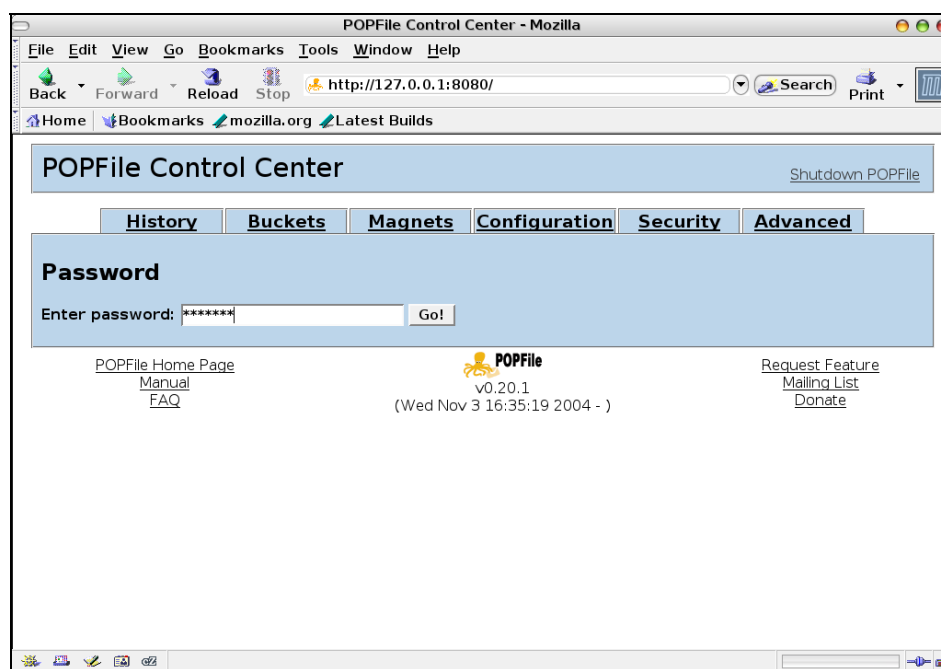 POPFile Control Center - Mozilla
File Edit View Go Bookmarks Tools Window Help
Back Forward Reload Stop http://127.0.0.1:8080/ Search Print
Home Bookmarks mozilla.org Latest Builds
POPFile Control Center
Shutdown POPFile
History Buckets Magnets Configuration Security Advanced
Password
Enter password: ******* Go!
POPFile Home Page
Manual
FAQ
POPFile
v0.20.1
(Wed Nov 3 16:35:19 2004 - )
Request Feature
Mailing List
Donate